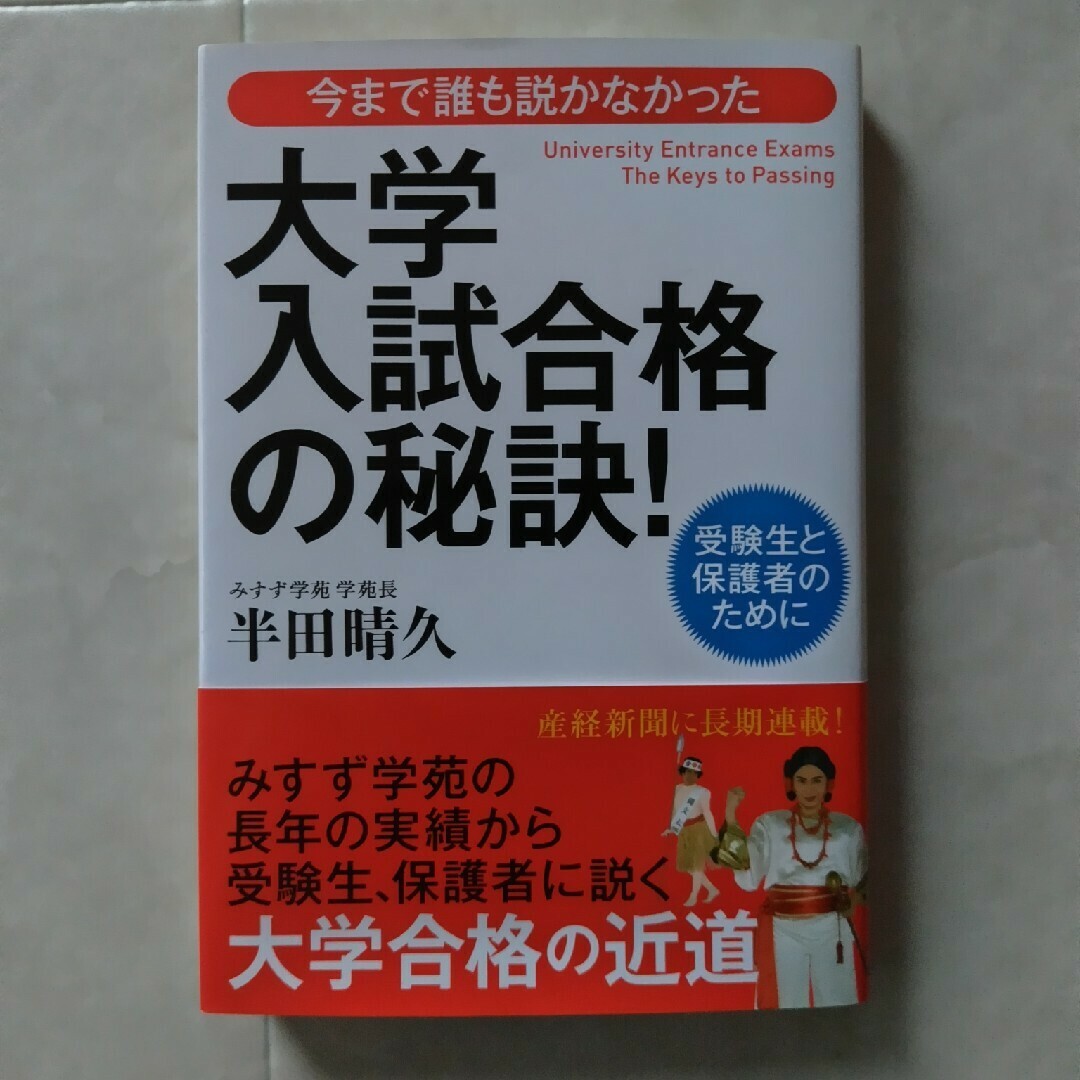 今まで誰も説かなかった
University Entrance Exams
The Keys to Passing
大学
入試合格
の秘訣!
受験生と
保護者の
ために
みすず学苑 学苑長
半田晴久
産経新聞に長期連載!
みすず学苑の
長年の実績から
受験生、保護者に説く
大学合格の近道